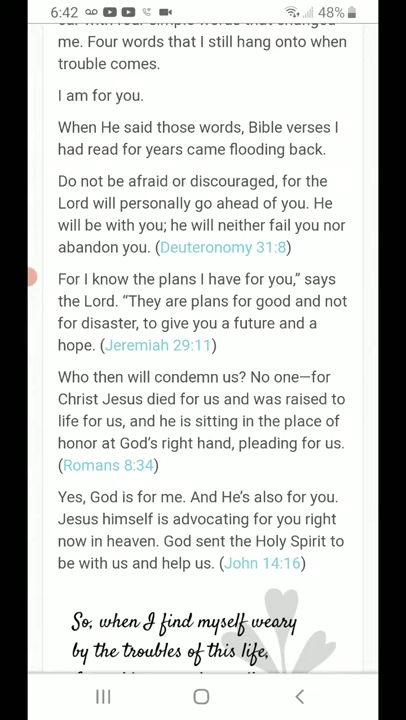 6:42
48%
me. Four words that I still hang onto when
trouble comes.
I am for you.
When He said those words, Bible verses I
had read for years came flooding back.
Do not be afraid or discouraged, for the
Lord will personally go ahead of you. He
will be with you; he will neither fail you nor
abandon you. (Deuteronomy 31:8)
For I know the plans I have for you,” says
the Lord. “They are plans for good and not
for disaster, to give you a future and a
hope. (Jeremiah 29:11)
Who then will condemn us? No one—for
Christ Jesus died for us and was raised to
life for us, and he is sitting in the place of
honor at God’s right hand, pleading for us.
(Romans 8:34)
Yes, God is for me. And He’s also for you.
Jesus himself is advocating for you right
now in heaven. God sent the Holy Spirit to
be with us and help us. (John 14:16)
So, when I find myself weary
by the troubles of this life,